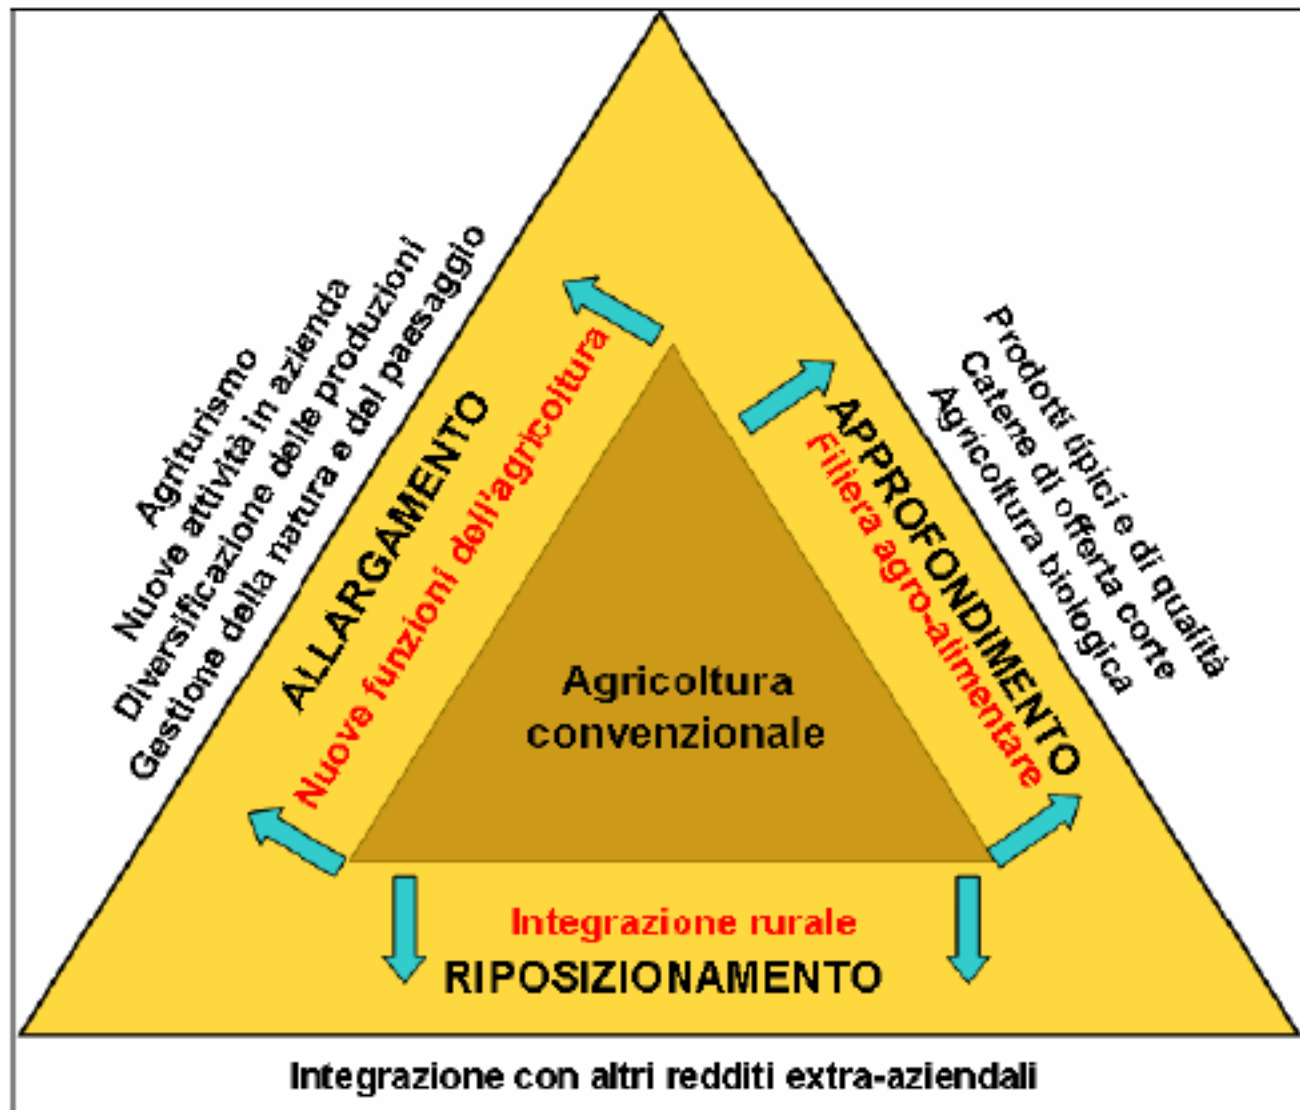 Agriturismo
Nuove attività in azienda
Diversificazione delle produzioni
Gestione della natura e del paesaggio
ALLARGAMENTO
Nuove funzioni dell'agricoltura
Agricoltura
convenzionale
Prodotti tipici e di qualità
Catene di offerta corte
Agricoltura biologica
APPROFONDIMENTO
Filiera agro-alimentare
Integrazione rurale
RIPOSIZIONAMENTO
Integrazione con altri redditi extra-aziendali